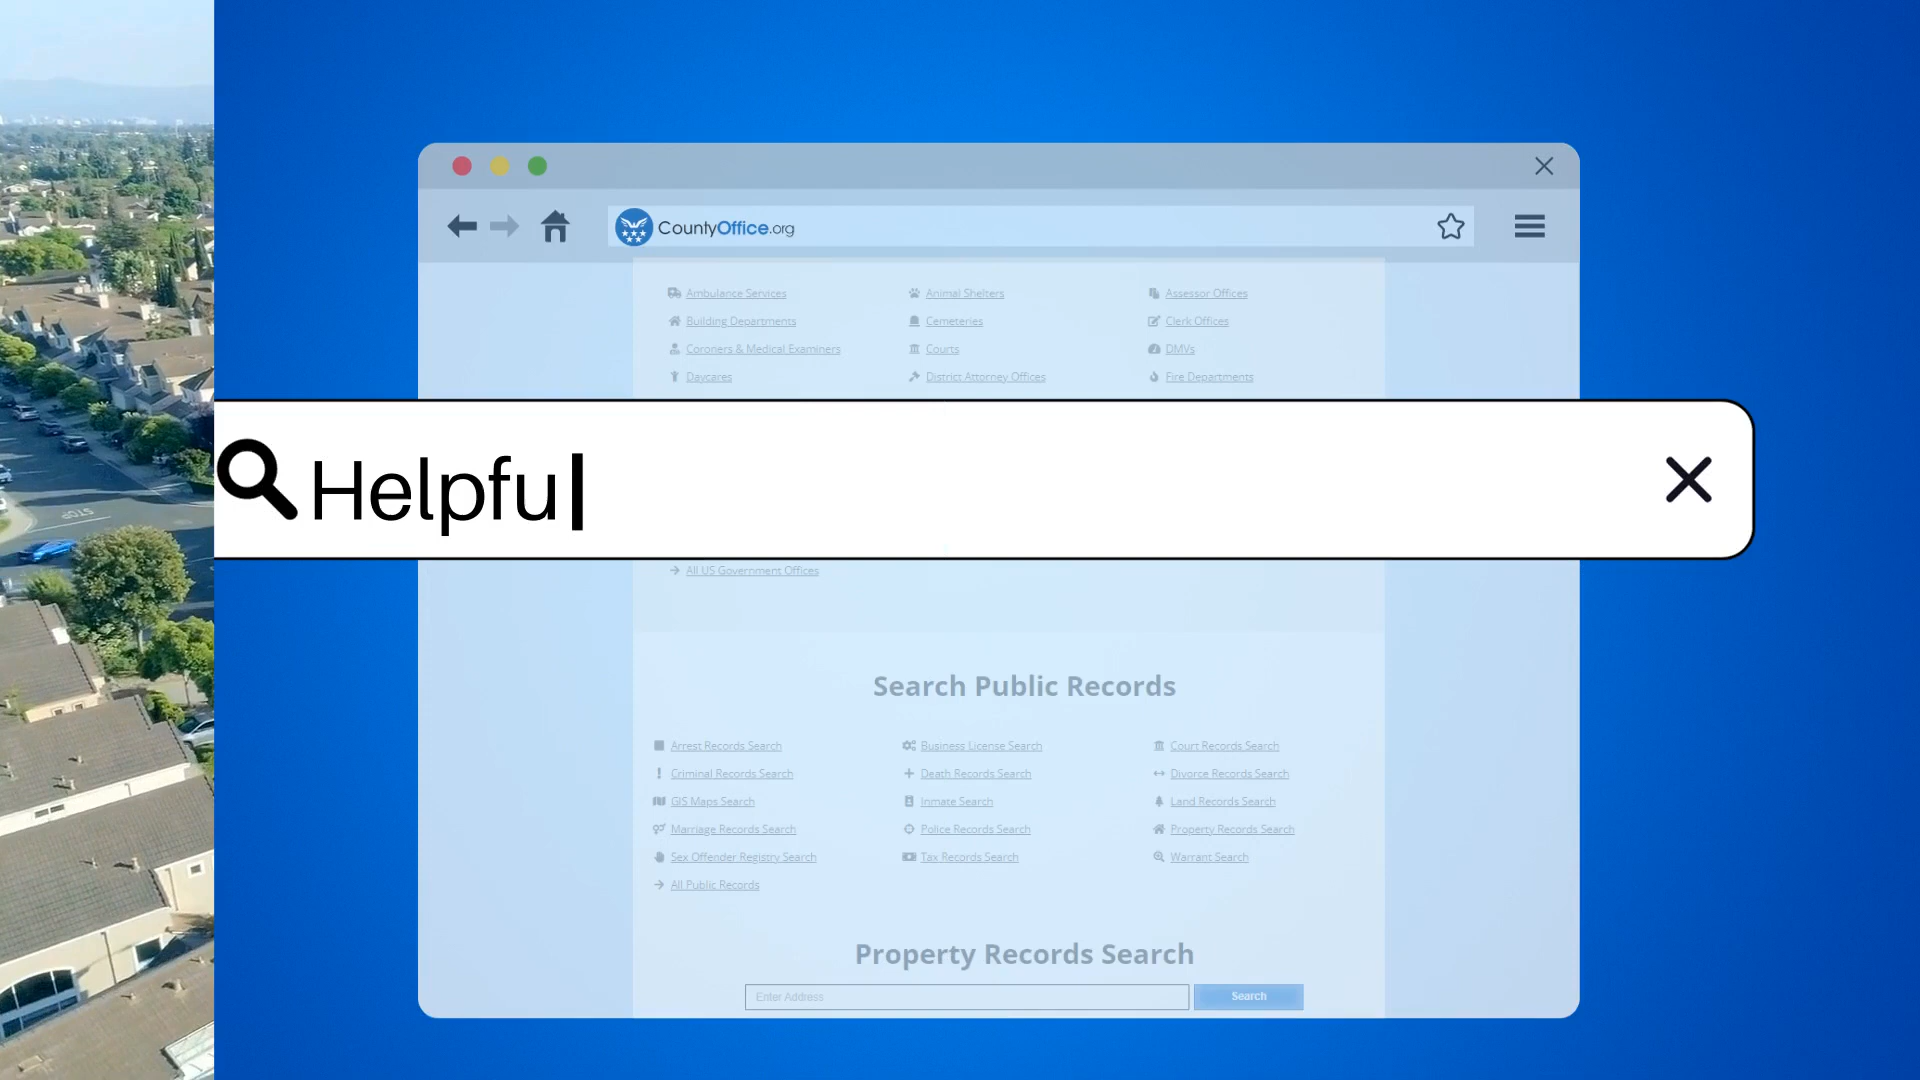 CountyOffice.org
Ambulance Services Animal Shelters Assessor Offices
Building Departments Cemeteries Clerk Offices
Coroners & Medical Examiners Courts DMVs
Daycares District Attorney Offices Fire Departments
Helpfu
All US Government Offices
STOP
Search Public Records
Arrest Records Search Business License Search Court Records Search
Criminal Records Search Death Records Search Divorce Records Search
GIS Maps Search Inmate Search Land Records Search
Marriage Records Search Police Records Search Property Records Search
Sex Offender Registry Search Tax Records Search Warrant Search
All Public Records
Property Records Search
Enter Address Search